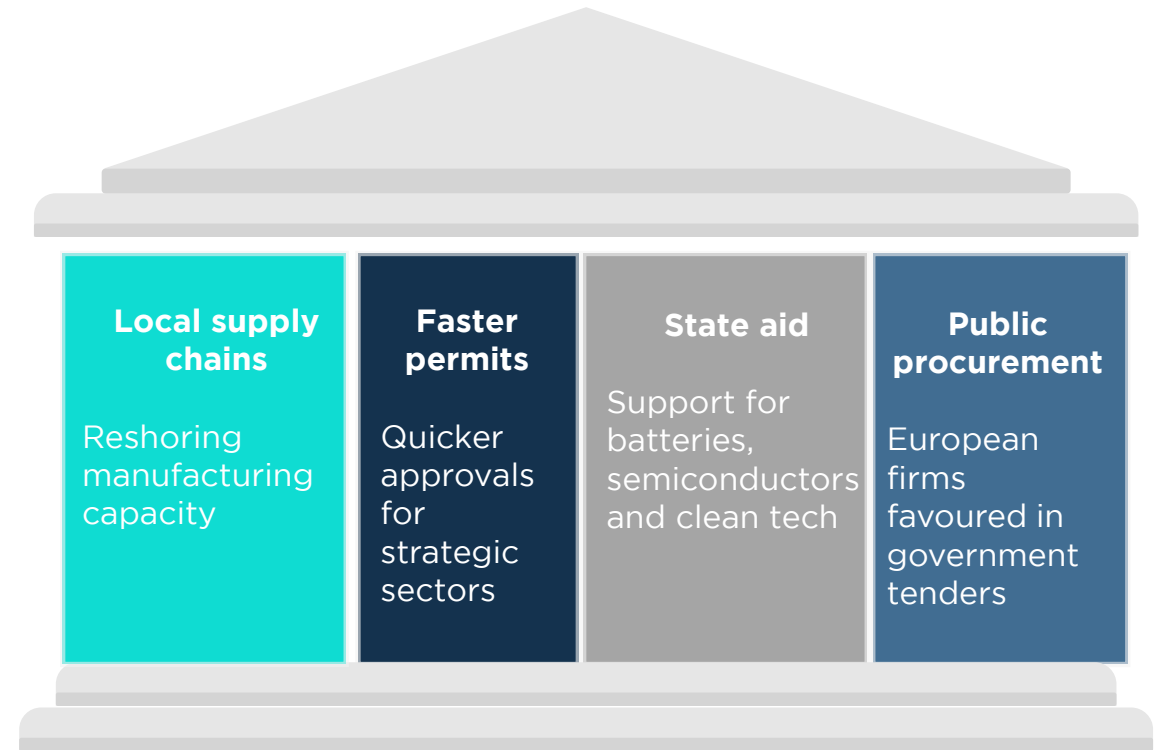 Local supply
chains
Reshoring
manufacturing
capacity
Faster
permits
Quicker
approvals
for
strategic
sectors
State aid
Support for
batteries,
semiconductors
and clean tech
Public
procurement
European
firms
favoured in
government
tenders